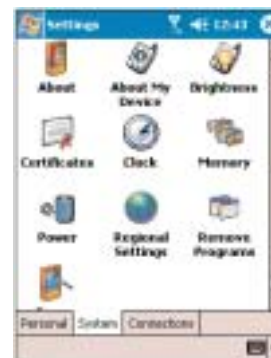 Settings 12:43
About About My Device Brightness
Certificates Clock Memory
Power Regional Settings Remove Programs
Personal System Connections